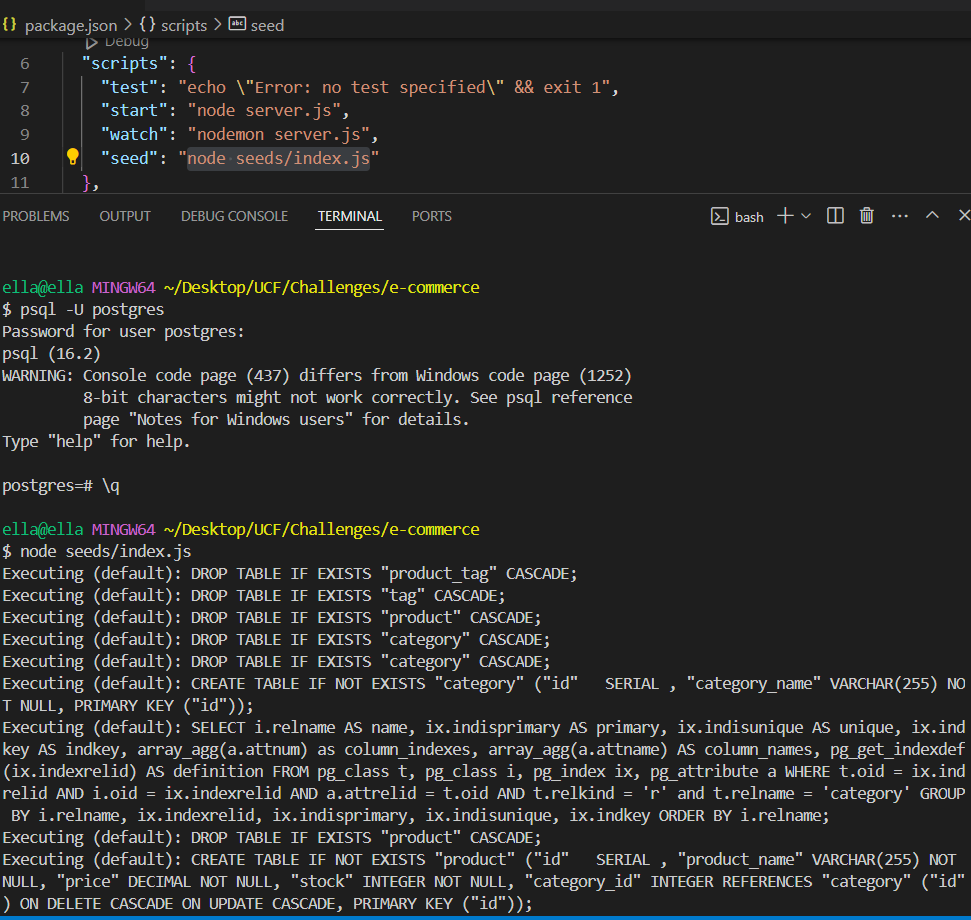 {} package.json > {} scripts > abc seed
Debug
6 "scripts": {
7 "test": "echo \"Error: no test specified\" && exit 1",
8 "start": "node server.js",
9 "watch": "nodemon server.js",
10 "seed": "node seeds/index.js"
11 },
PROBLEMS OUTPUT DEBUG CONSOLE TERMINAL PORTS bash
ella@ella MINGW64 ~/Desktop/UCF/Challenges/e-commerce
$ psql -U postgres
Password for user postgres:
psql (16.2)
WARNING: Console code page (437) differs from Windows code page (1252)
8-bit characters might not work correctly. See psql reference
page "Notes for Windows users" for details.
Type "help" for help.
postgres=# \q
ella@ella MINGW64 ~/Desktop/UCF/Challenges/e-commerce
$ node seeds/index.js
Executing (default): DROP TABLE IF EXISTS "product_tag" CASCADE;
Executing (default): DROP TABLE IF EXISTS "tag" CASCADE;
Executing (default): DROP TABLE IF EXISTS "product" CASCADE;
Executing (default): DROP TABLE IF EXISTS "category" CASCADE;
Executing (default): DROP TABLE IF EXISTS "category" CASCADE;
Executing (default): CREATE TABLE IF NOT EXISTS "category" ("id"   SERIAL , "category_name" VARCHAR(255) NO
T NULL, PRIMARY KEY ("id"));
Executing (default): SELECT i.relname AS name, ix.indisprimary AS primary, ix.indisunique AS unique, ix.ind
key AS indkey, array_agg(a.attnum) as column_indexes, array_agg(a.attname) AS column_names, pg_get_indexdef
(ix.indexrelid) AS definition FROM pg_class t, pg_class i, pg_index ix, pg_attribute a WHERE t.oid = ix.ind
relid AND i.oid = ix.indexrelid AND a.attrelid = t.oid AND t.relkind = 'r' and t.relname = 'category' GROUP
BY i.relname, ix.indexrelid, ix.indisprimary, ix.indisunique, ix.indkey ORDER BY i.relname;
Executing (default): DROP TABLE IF EXISTS "product" CASCADE;
Executing (default): CREATE TABLE IF NOT EXISTS "product" ("id"   SERIAL , "product_name" VARCHAR(255) NOT
NULL, "price" DECIMAL NOT NULL, "stock" INTEGER NOT NULL, "category_id" INTEGER REFERENCES "category" ("id"
) ON DELETE CASCADE ON UPDATE CASCADE, PRIMARY KEY ("id"));